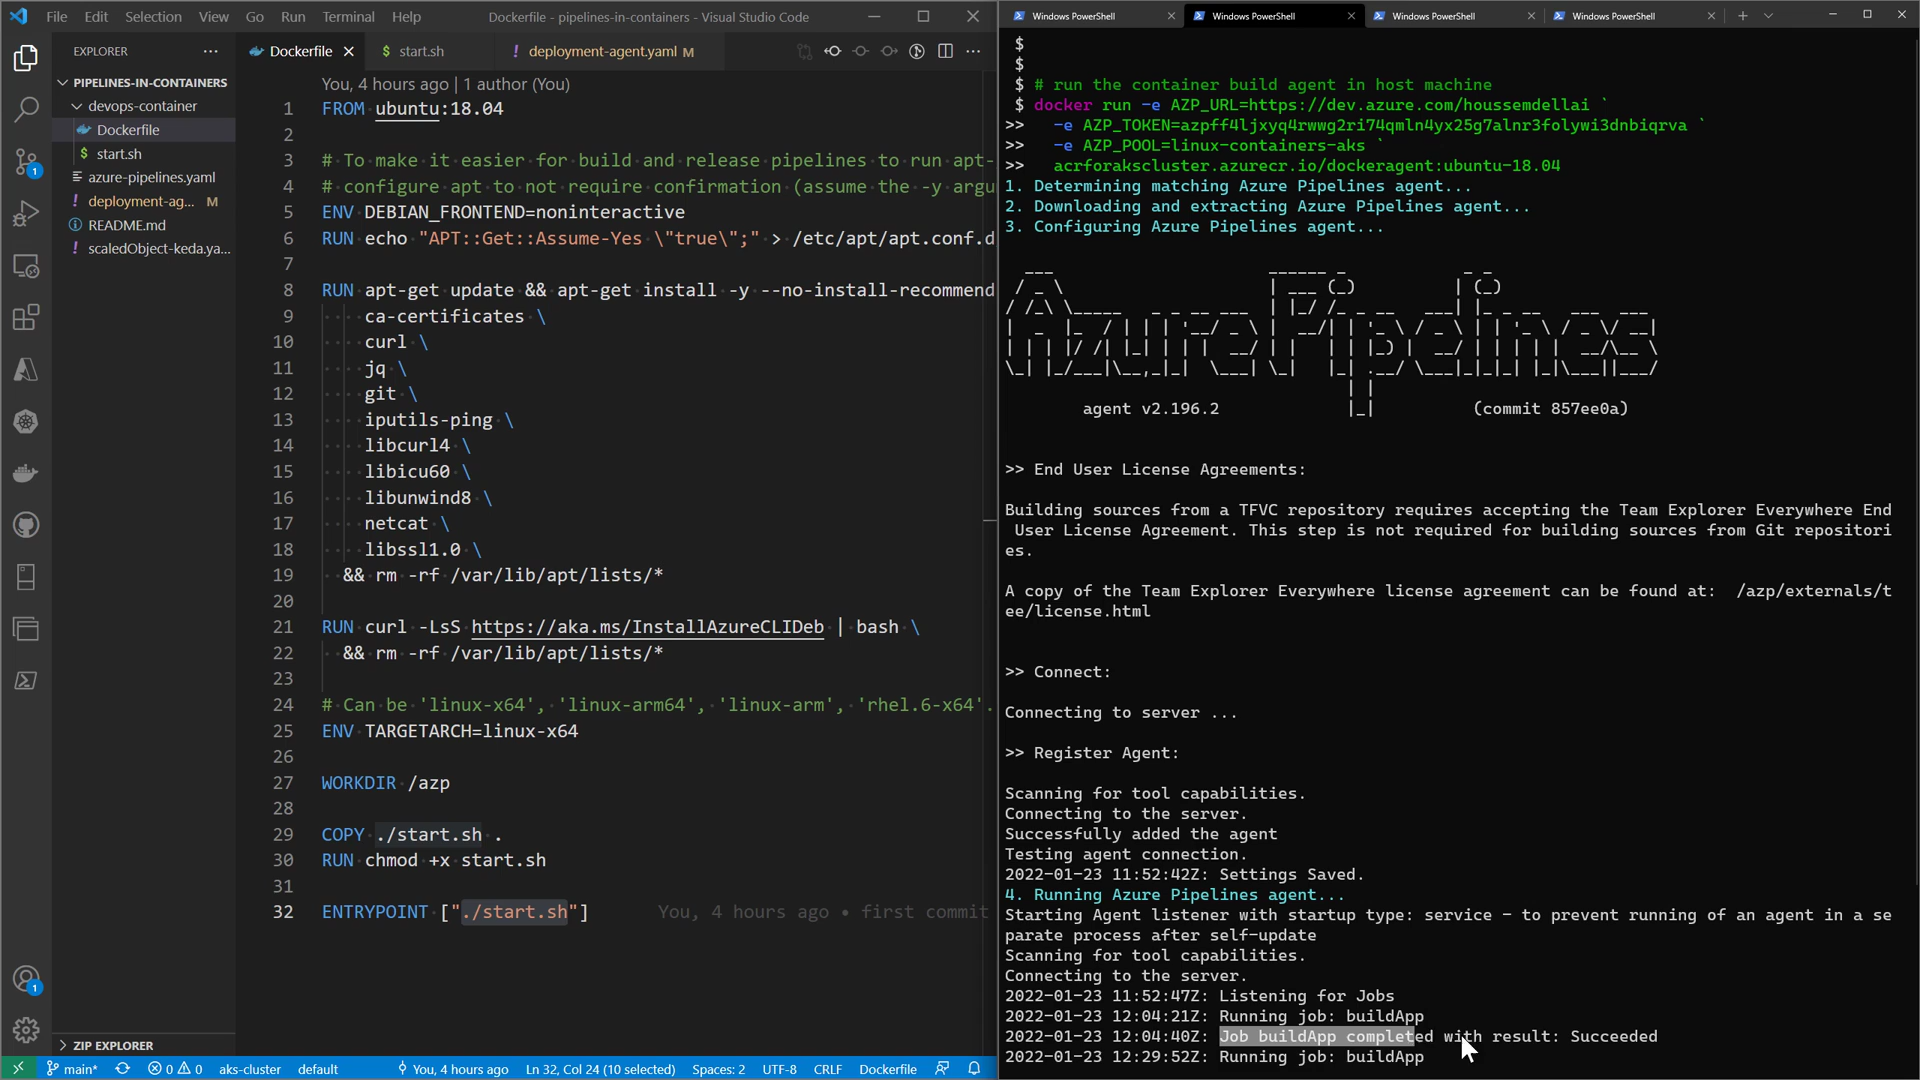 File Edit Selection View Go Run Terminal Help
Dockerfile - pipelines-in-containers - Visual Studio Code
EXPLORER
PIPELINES-IN-CONTAINERS
devops-container
Dockerfile
$ start.sh
azure-pipelines.yaml
! deployment-ag... M
README.md
! scaledObject-keda.ya...
ZIP EXPLORER
1
1
Dockerfile
$ start.sh
! deployment-agent.yaml M
You, 4 hours ago | 1 author (You)
1 FROM ubuntu:18.04
2
3 # To make it easier for build and release pipelines to run apt-
4 # configure apt to not require confirmation (assume the -y argu
5 ENV DEBIAN_FRONTEND=noninteractive
6 RUN echo "APT::Get::Assume-Yes \"true\";" > /etc/apt/apt.conf.d
7
8 RUN apt-get update && apt-get install -y --no-install-recommend
9 ca-certificates \
10 curl \
11 jq \
12 git \
13 iputils-ping \
14 libcurl4 \
15 libicu60 \
16 libunwind8 \
17 netcat \
18 libssl1.0 \
19 && rm -rf /var/lib/apt/lists/*
20
21 RUN curl -LsS https://aka.ms/InstallAzureCLIDeb | bash \
22 && rm -rf /var/lib/apt/lists/*
23
24 # Can be 'linux-x64', 'linux-arm64', 'linux-arm', 'rhel.6-x64'.
25 ENV TARGETARCH=linux-x64
26
27 WORKDIR /azp
28
29 COPY ./start.sh .
30 RUN chmod +x start.sh
31
32 ENTRYPOINT ["./start.sh"] You, 4 hours ago • first commit
main* 0 0 aks-cluster default You, 4 hours ago Ln 32, Col 24 (10 selected) Spaces: 2 UTF-8 CRLF Dockerfile
Windows PowerShell
Windows PowerShell
Windows PowerShell
Windows PowerShell
$
$
$ # run the container build agent in host machine
$ docker run -e AZP_URL=https://dev.azure.com/houssemdellai `
>> -e AZP_TOKEN=azpff4ljxyq4rwwg2ri74qmln4yx25g7alnr3folywi3dnbiqrva `
>> -e AZP_POOL=linux-containers-aks `
>> acrforakscluster.azurecr.io/dockeragent:ubuntu-18.04
1. Determining matching Azure Pipelines agent...
2. Downloading and extracting Azure Pipelines agent...
3. Configuring Azure Pipelines agent...
AzurePipelines
agent v2.196.2 (commit 857ee0a)
>> End User License Agreements:
Building sources from a TFVC repository requires accepting the Team Explorer Everywhere End
User License Agreement. This step is not required for building sources from Git repositori
es.
A copy of the Team Explorer Everywhere license agreement can be found at: /azp/externals/t
ee/license.html
>> Connect:
Connecting to server ...
>> Register Agent:
Scanning for tool capabilities.
Connecting to the server.
Successfully added the agent
Testing agent connection.
2022-01-23 11:52:42Z: Settings Saved.
4. Running Azure Pipelines agent...
Starting Agent listener with startup type: service - to prevent running of an agent in a se
parate process after self-update
Scanning for tool capabilities.
Connecting to the server.
2022-01-23 11:52:47Z: Listening for Jobs
2022-01-23 12:04:21Z: Running job: buildApp
2022-01-23 12:04:40Z: Job buildApp completed with result: Succeeded
2022-01-23 12:29:52Z: Running job: buildApp